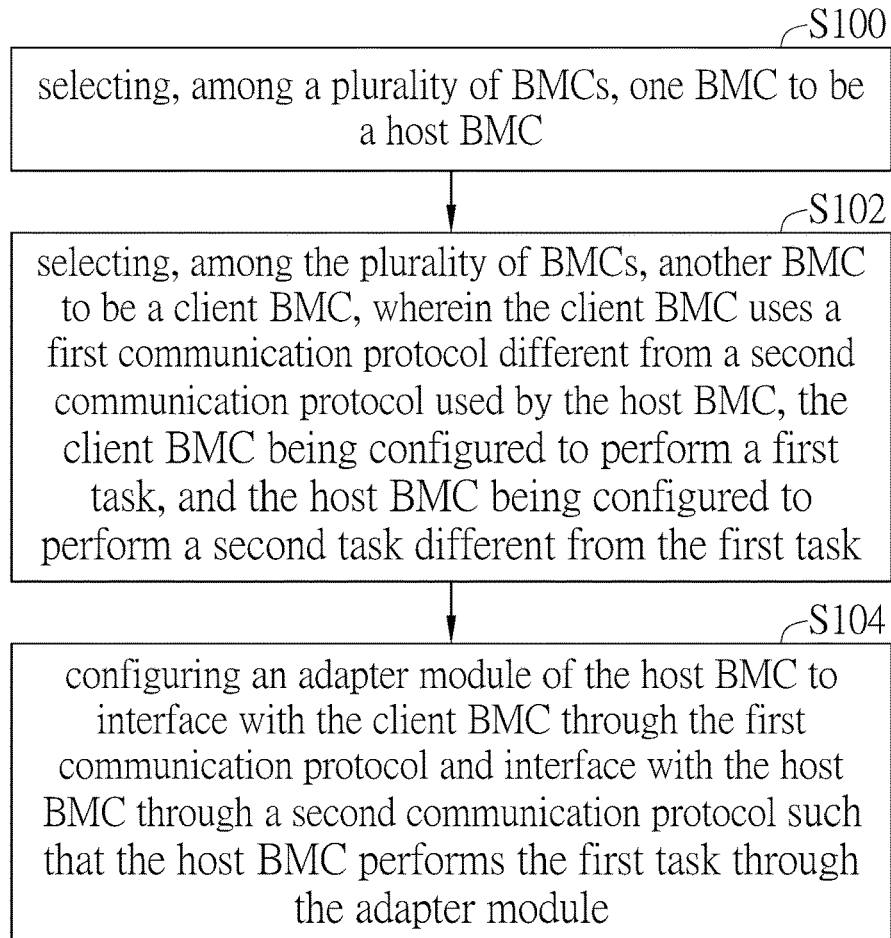 S100
selecting, among a plurality of BMCs, one BMC to be
a host BMC
S102
selecting, among the plurality of BMCs, another BMC
to be a client BMC, wherein the client BMC uses a
first communication protocol different from a second
communication protocol used by the host BMC, the
client BMC being configured to perform a first
task, and the host BMC being configured to
perform a second task different from the first task
S104
configuring an adapter module of the host BMC to
interface with the client BMC through the first
communication protocol and interface with the host
BMC through a second communication protocol such
that the host BMC performs the first task through
the adapter module